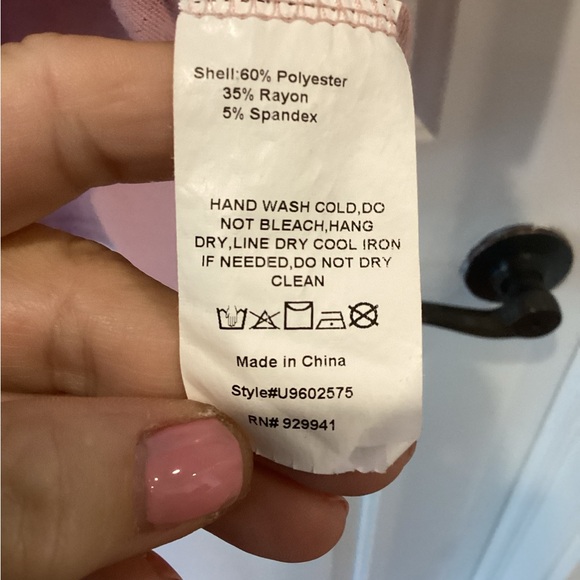 Shell:60% Polyester
35% Rayon
5% Spandex
HAND WASH COLD,DO
NOT BLEACH,HANG
DRY,LINE DRY COOL IRON
IF NEEDED,DO NOT DRY
CLEAN
Made in China
Style#U9602575
RN# 929941